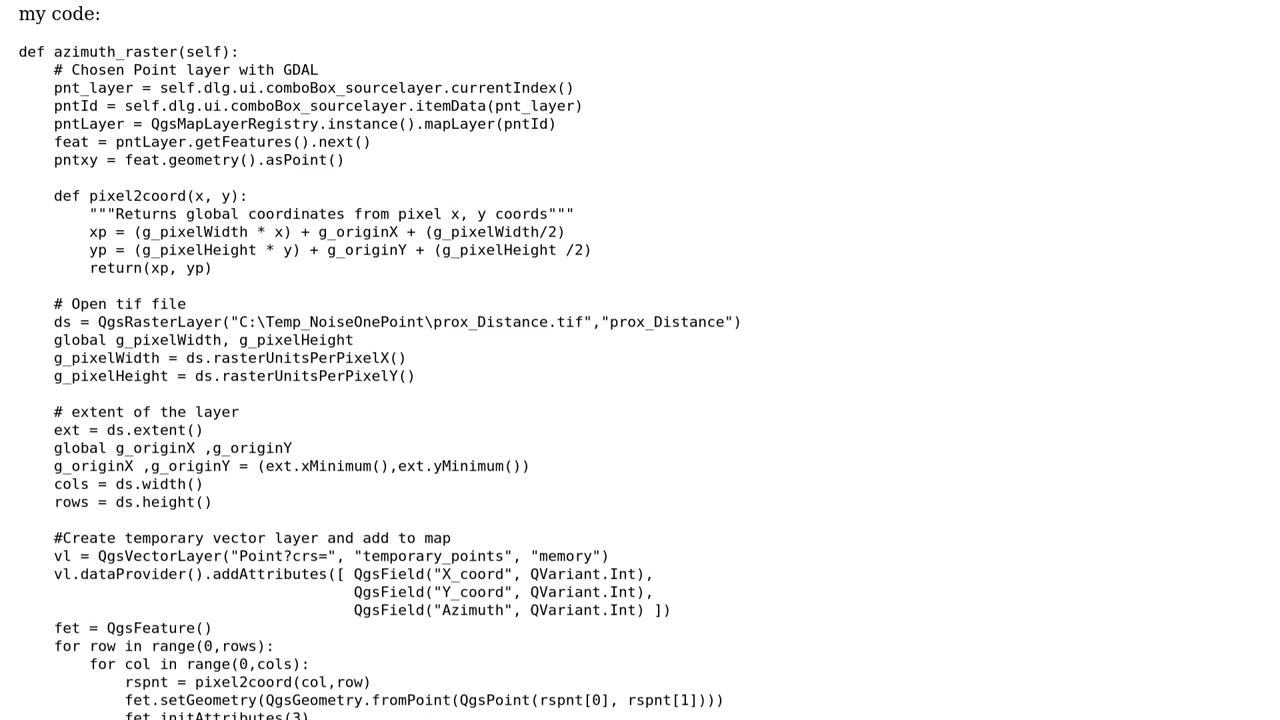 my code:
def azimuth_raster(self):
    # Chosen Point layer with GDAL
    pnt_layer = self.dlg.ui.comboBox_sourcelayer.currentIndex()
    pntId = self.dlg.ui.comboBox_sourcelayer.itemData(pnt_layer)
    pntLayer = QgsMapLayerRegistry.instance().mapLayer(pntId)
    feat = pntLayer.getFeatures().next()
    pntxy = feat.geometry().asPoint()

    def pixel2coord(x, y):
        """Returns global coordinates from pixel x, y coords"""
        xp = (g_pixelWidth * x) + g_originX + (g_pixelWidth/2)
        yp = (g_pixelHeight * y) + g_originY + (g_pixelHeight /2)
        return(xp, yp)

    # Open tif file
    ds = QgsRasterLayer("C:\Temp_NoiseOnePoint\prox_Distance.tif","prox_Distance")
    global g_pixelWidth, g_pixelHeight
    g_pixelWidth = ds.rasterUnitsPerPixelX()
    g_pixelHeight = ds.rasterUnitsPerPixelY()

    # extent of the layer
    ext = ds.extent()
    global g_originX ,g_originY
    g_originX ,g_originY = (ext.xMinimum(),ext.yMinimum())
    cols = ds.width()
    rows = ds.height()

    #Create temporary vector layer and add to map
    vl = QgsVectorLayer("Point?crs=", "temporary_points", "memory")
    vl.dataProvider().addAttributes([ QgsField("X_coord", QVariant.Int),
                                      QgsField("Y_coord", QVariant.Int),
                                      QgsField("Azimuth", QVariant.Int) ])
    fet = QgsFeature()
    for row in range(0,rows):
        for col in range(0,cols):
            rspnt = pixel2coord(col,row)
            fet.setGeometry(QgsGeometry.fromPoint(QgsPoint(rspnt[0], rspnt[1])))
            fet.initAttributes(3)